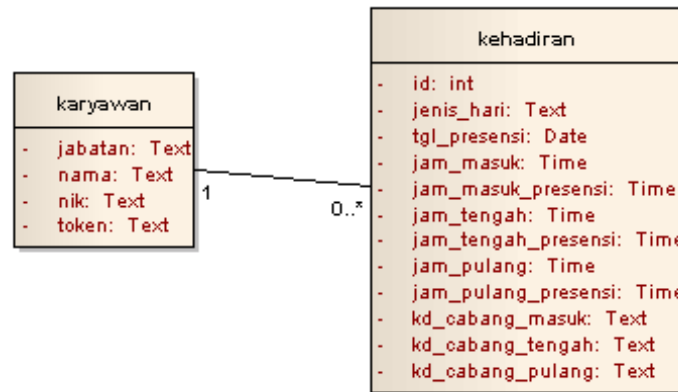 karyawan
- jabatan: Text
- nama: Text
- nik: Text
- token: Text
1
0..*
kehadiran
- id: int
- jenis_hari: Text
- tgl_presensi: Date
- jam_masuk: Time
- jam_masuk_presensi: Time
- jam_tengah: Time
- jam_tengah_presensi: Time
- jam_pulang: Time
- jam_pulang_presensi: Time
- kd_cabang_masuk: Text
- kd_cabang_tengah: Text
- kd_cabang_pulang: Text